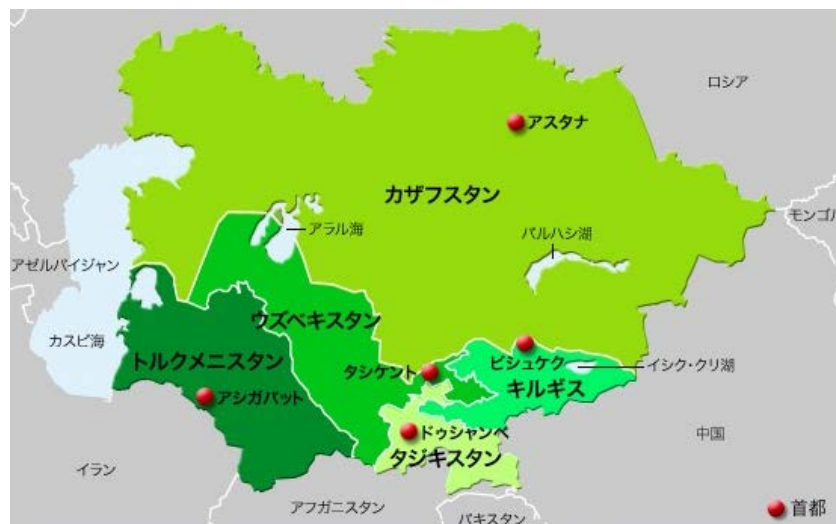 ロシア
アスタナ
カザフスタン
モンゴル
アラル海
バルハシ湖
アゼルバイジャン
ウズベキスタン
カスピ海
ビシュケク
トルクメニスタン
タシケント
イシク・クリ湖
キルギス
アシガバット
ドゥシャンベ
中国
タジキスタン
イラン
アフガニスタン
パキスタン
首都